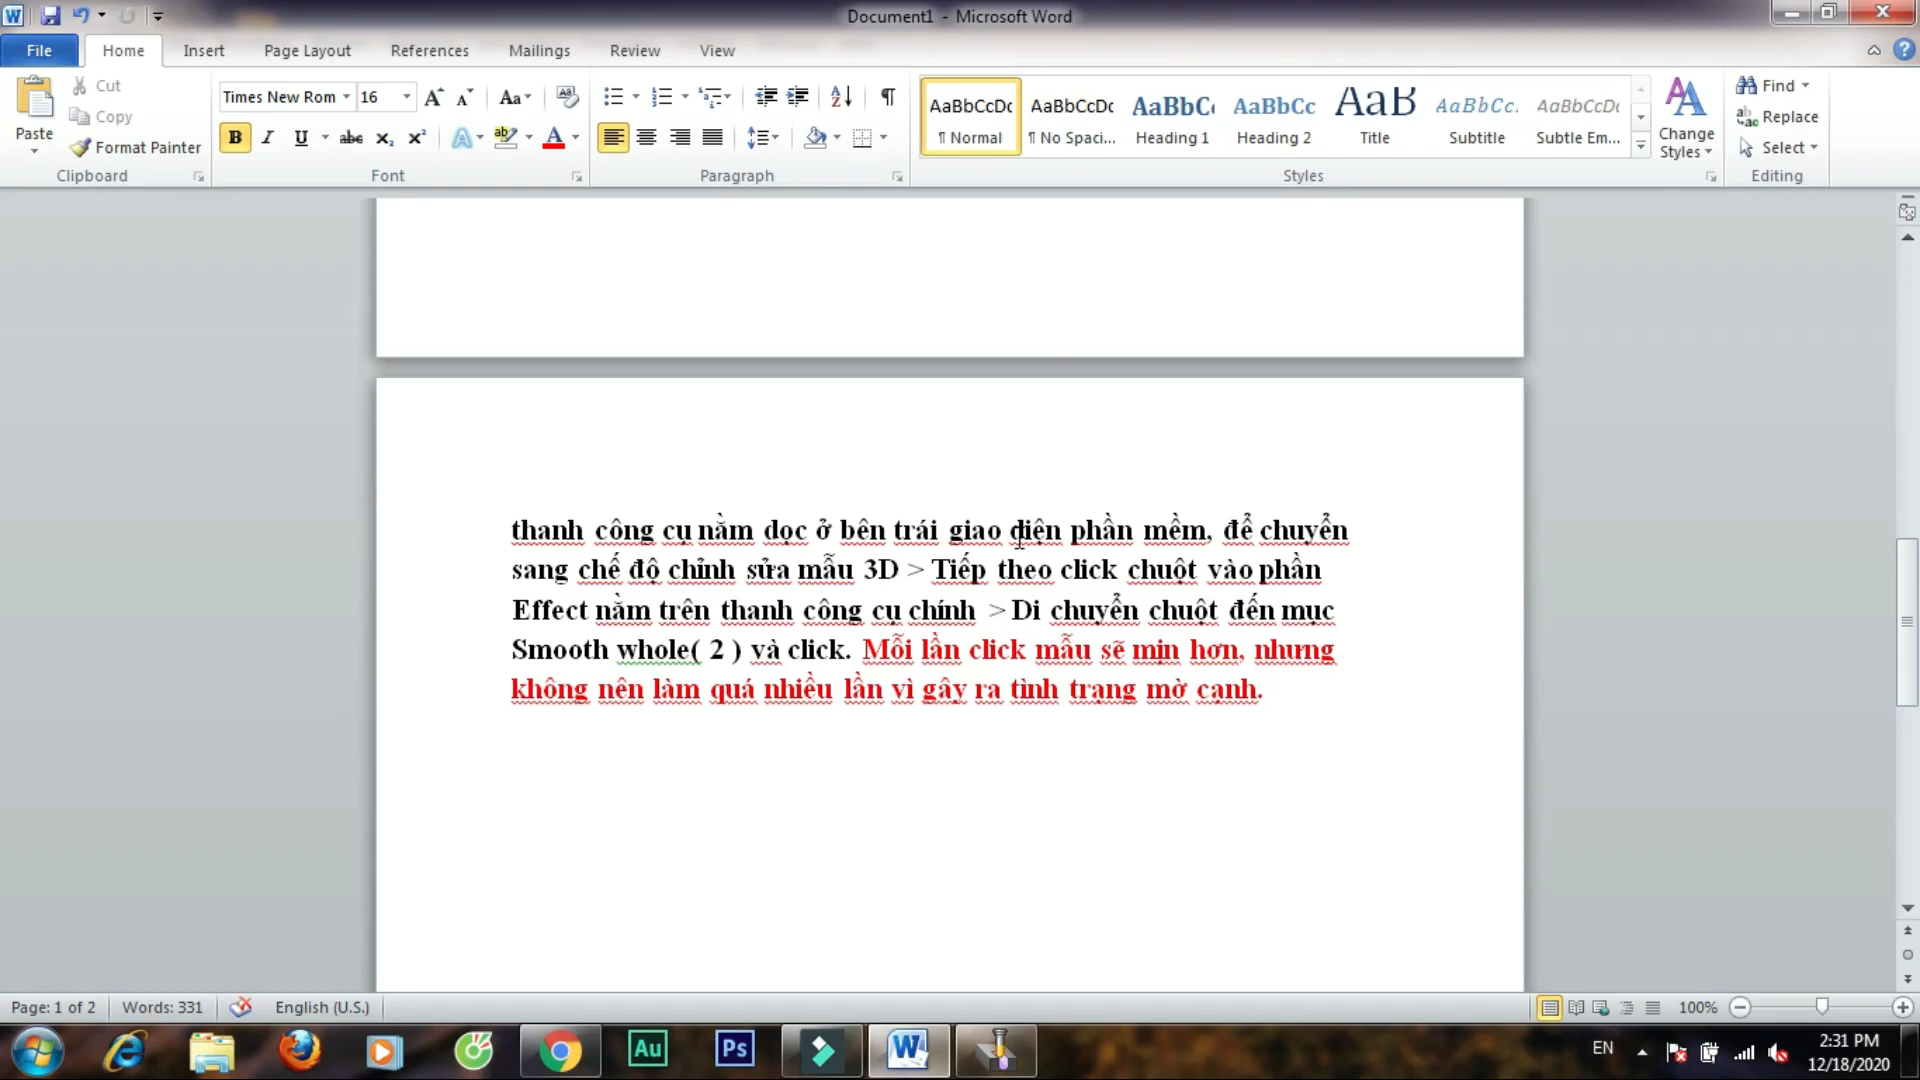 Document1 - Microsoft Word
File Home Insert Page Layout References Mailings Review View
Paste
Cut
Copy
Format Painter
Clipboard
Times New Rom 16
Font
Paragraph
AaBbCcDc AaBbCcDc AaBbC AaBbCc AaB AaBbCc. AaBbCcDc
¶ Normal ¶ No Spaci... Heading 1 Heading 2 Title Subtitle Subtle Em...
Change Styles
Styles
Find
Replace
Select
Editing
thanh công cụ nằm dọc ở bên trái giao diện phần mềm, để chuyển
sang chế độ chỉnh sửa mẫu 3D > Tiếp theo click chuột vào phần
Effect nằm trên thanh công cụ chính > Di chuyển chuột đến mục
Smooth whole( 2 ) và click. Mỗi lần click mẫu sẽ mịn hơn, nhưng
không nên làm quá nhiều lần vì gây ra tình trạng mờ cạnh.
Page: 1 of 2 Words: 331 English (U.S.) 100%
Au Ps EN 2:31 PM
12/18/2020